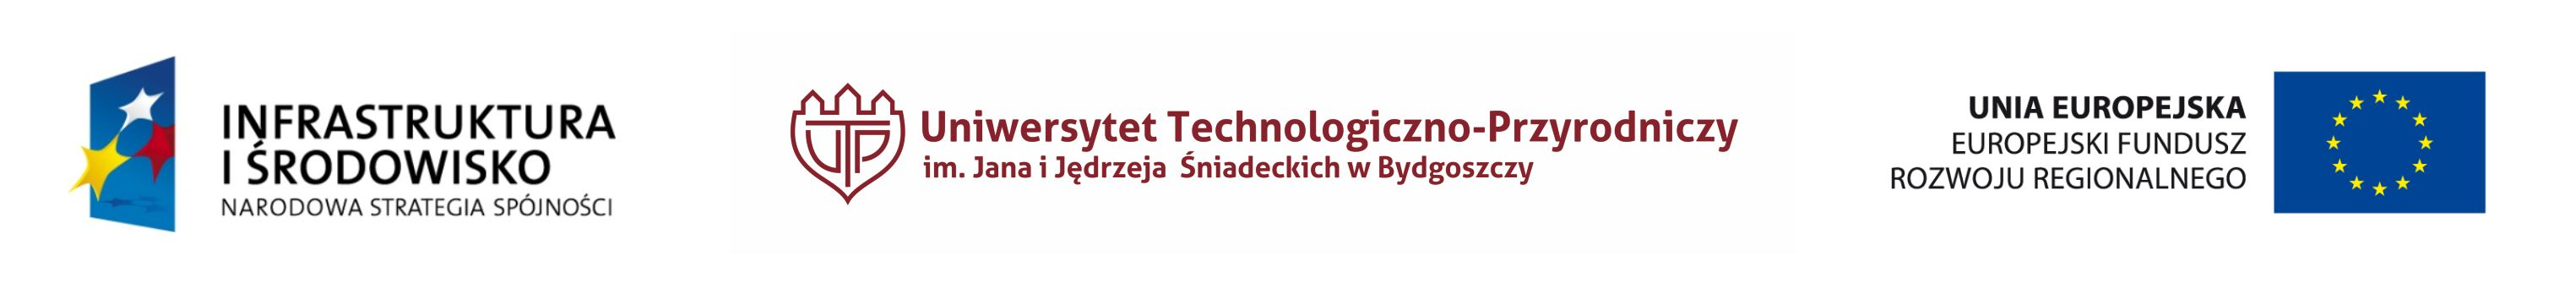 INFRASTRUKTURA
I ŚRODOWISKO
NARODOWA STRATEGIA SPÓJNOŚCI
UTP
Uniwersytet Technologiczno-Przyrodniczy
im. Jana i Jędrzeja Śniadeckich w Bydgoszczy
UNIA EUROPEJSKA
EUROPEJSKI FUNDUSZ
ROZWOJU REGIONALNEGO